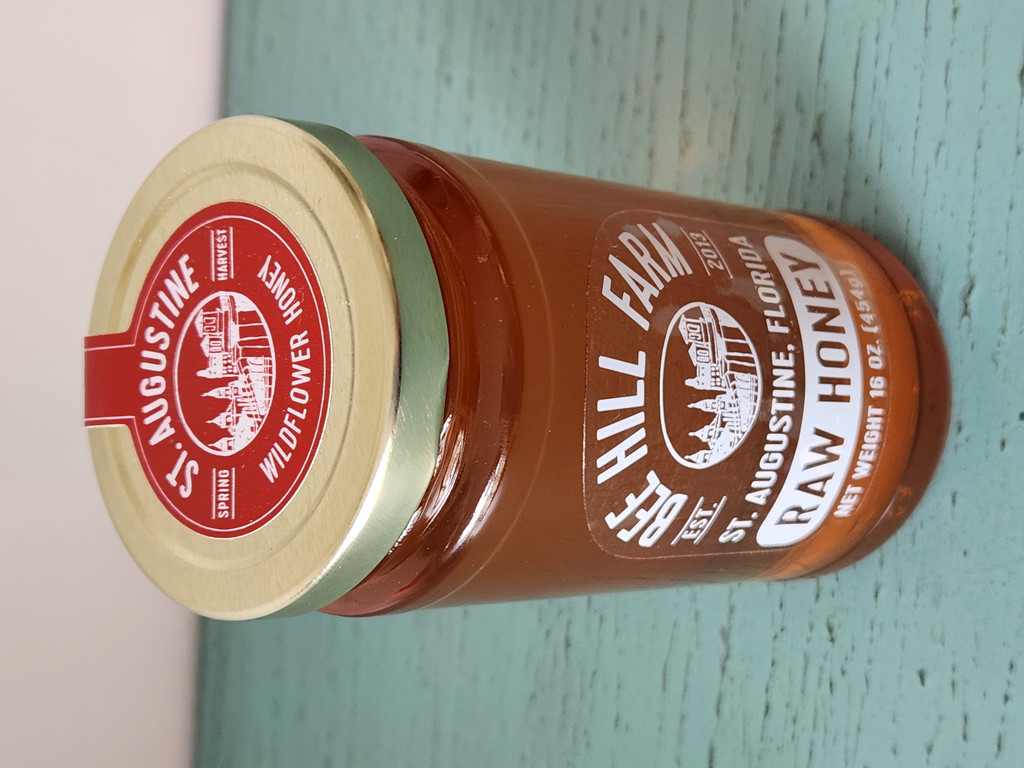 ST. AUGUSTINE
SPRING HARVEST
WILDFLOWER HONEY
BEE HILL FARM
EST. 2013
ST. AUGUSTINE, FLORIDA
RAW HONEY
NET WEIGHT 16 OZ. (454g)